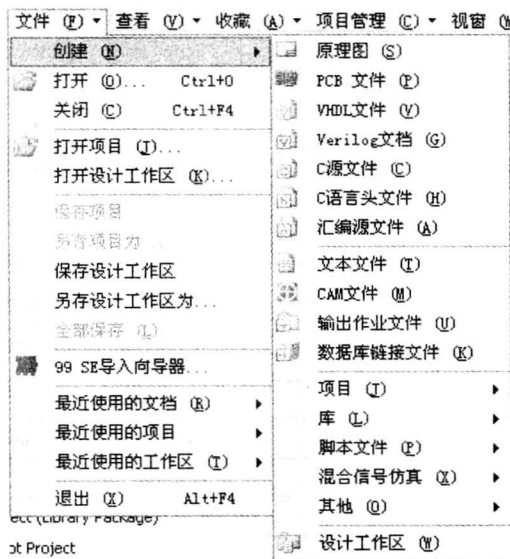 文件 (F) 查看 (V) 收藏 (A) 项目管理 (C) 视窗 (W
创建 (N)
打开 (O)... Ctrl+O
关闭 (C) Ctrl+F4
打开项目 (J)...
打开设计工作区 (K)...
保存项目
另存项目为...
保存设计工作区
另存设计工作区为...
全部保存 (L)
99 SE导入向导器...
最近使用的文档 (R)
最近使用的项目
最近使用的工作区 (T)
退出 (X) Alt+F4
原理图 (S)
PCB 文件 (P)
VHDL文件 (V)
Verilog文档 (G)
C源文件 (C)
C语言头文件 (H)
汇编源文件 (A)
文本文件 (T)
CAM文件 (M)
输出作业文件 (U)
数据库链接文件 (K)
项目 (J)
库 (L)
脚本文件 (P)
混合信号仿真 (X)
其他 (O)
设计工作区 (W)
ect (Library Package)
pt Project